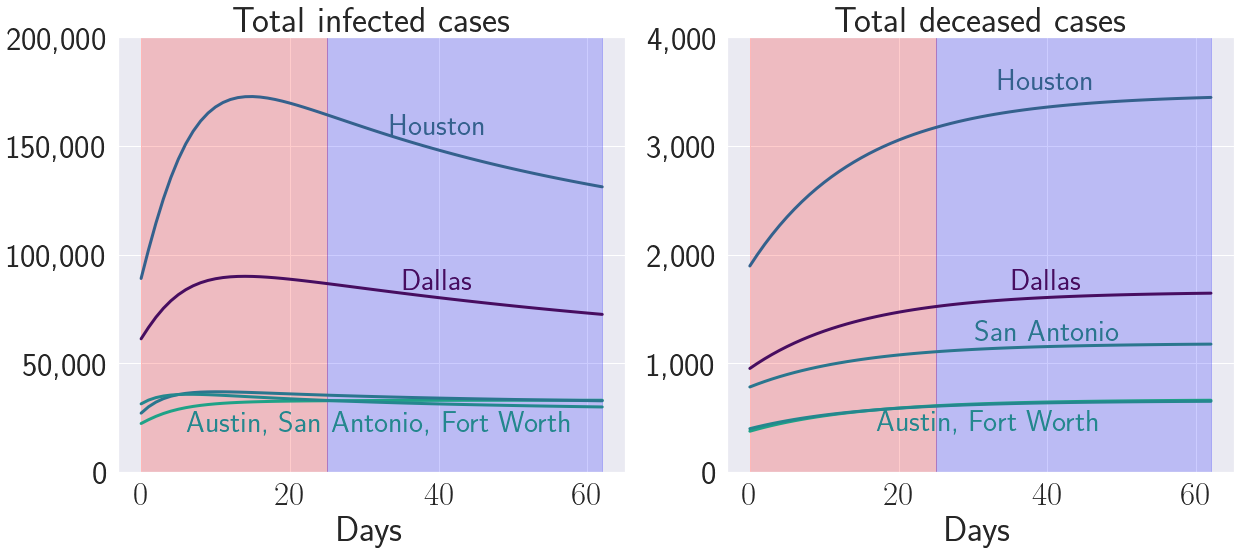 Total infected cases
200,000
150,000
100,000
50,000
0
Houston
Dallas
Austin, San Antonio, Fort Worth
0 20 40 60
Days
Total deceased cases
4,000
3,000
2,000
1,000
0
Houston
Dallas
San Antonio
Austin, Fort Worth
0 20 40 60
Days